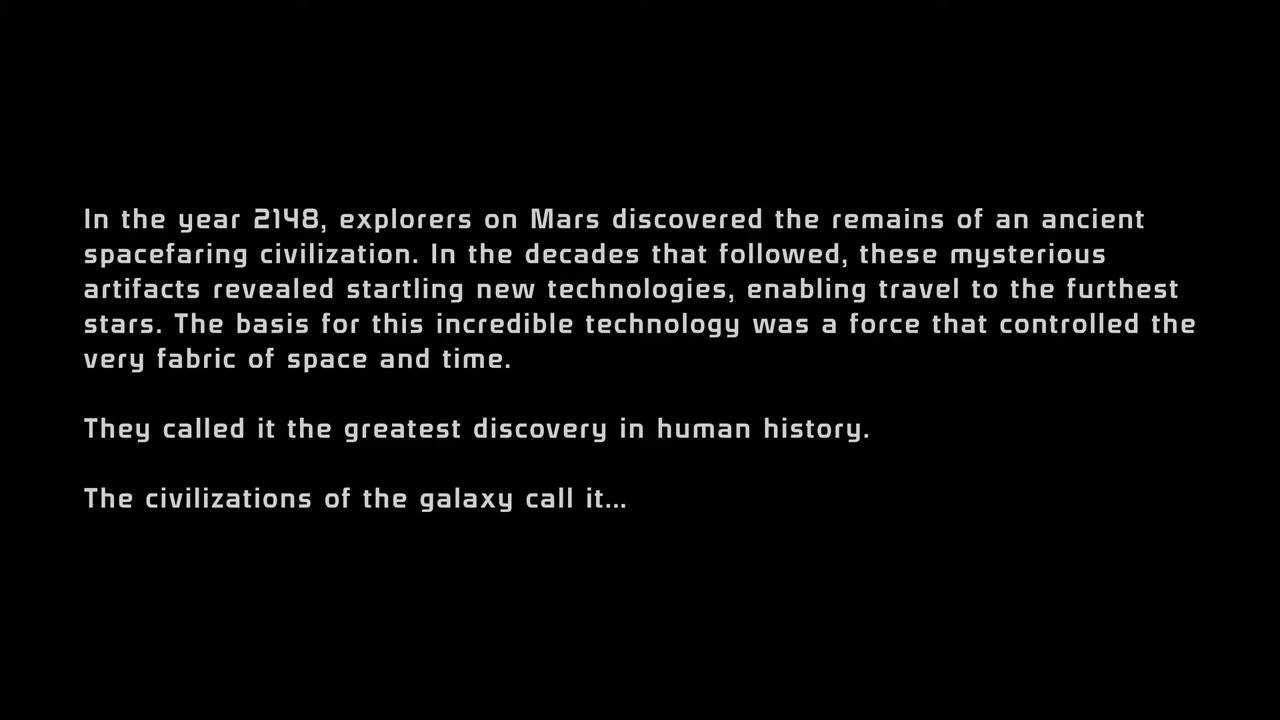 In the year 2148, explorers on Mars discovered the remains of an ancient
spacefaring civilization. In the decades that followed, these mysterious
artifacts revealed startling new technologies, enabling travel to the furthest
stars. The basis for this incredible technology was a force that controlled the
very fabric of space and time.
They called it the greatest discovery in human history.
The civilizations of the galaxy call it...